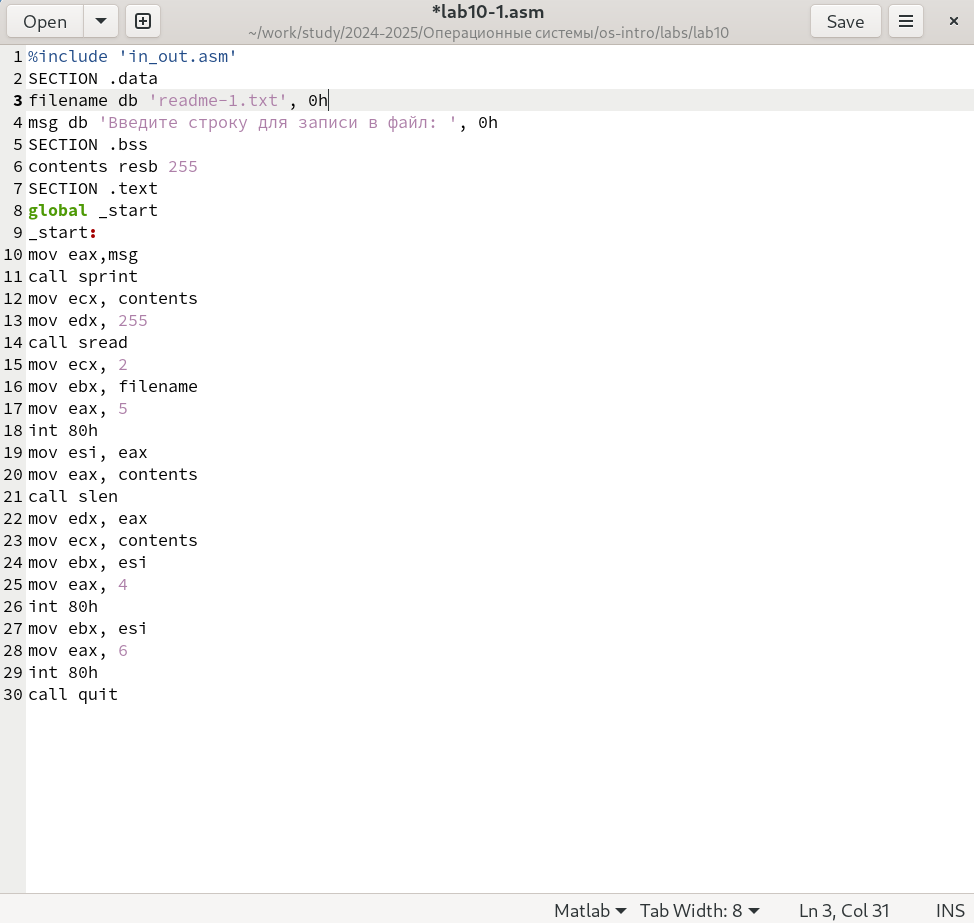 Open
*lab10-1.asm
~/work/study/2024-2025/Операционные системы/os-intro/labs/lab10
Save
1 %include 'in_out.asm'
2 SECTION .data
3 filename db 'readme-1.txt', 0h
4 msg db 'Введите строку для записи в файл: ', 0h
5 SECTION .bss
6 contents resb 255
7 SECTION .text
8 global _start
9 _start:
10 mov eax,msg
11 call sprint
12 mov ecx, contents
13 mov edx, 255
14 call sread
15 mov ecx, 2
16 mov ebx, filename
17 mov eax, 5
18 int 80h
19 mov esi, eax
20 mov eax, contents
21 call slen
22 mov edx, eax
23 mov ecx, contents
24 mov ebx, esi
25 mov eax, 4
26 int 80h
27 mov ebx, esi
28 mov eax, 6
29 int 80h
30 call quit
Matlab Tab Width: 8 Ln 3, Col 31 INS